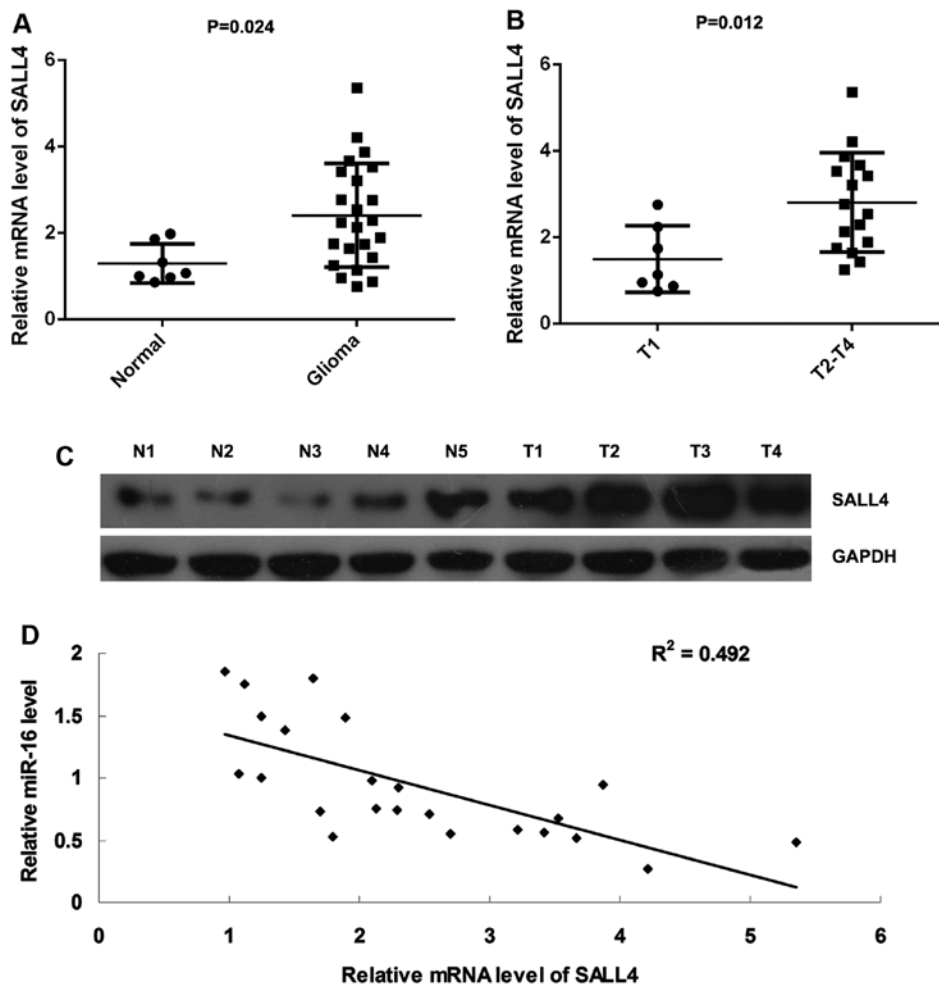 A
P=0.024
Relative mRNA level of SALL4
6
4
2
0
Normal
Glioma
B
P=0.012
Relative mRNA level of SALL4
6
4
2
0
T1
T2-T4
C
N1 N2 N3 N4 N5 T1 T2 T3 T4
SALL4
GAPDH
D
R² = 0.492
Relative miR-16 level
2
1.5
1
0.5
0
0 1 2 3 4 5 6
Relative mRNA level of SALL4